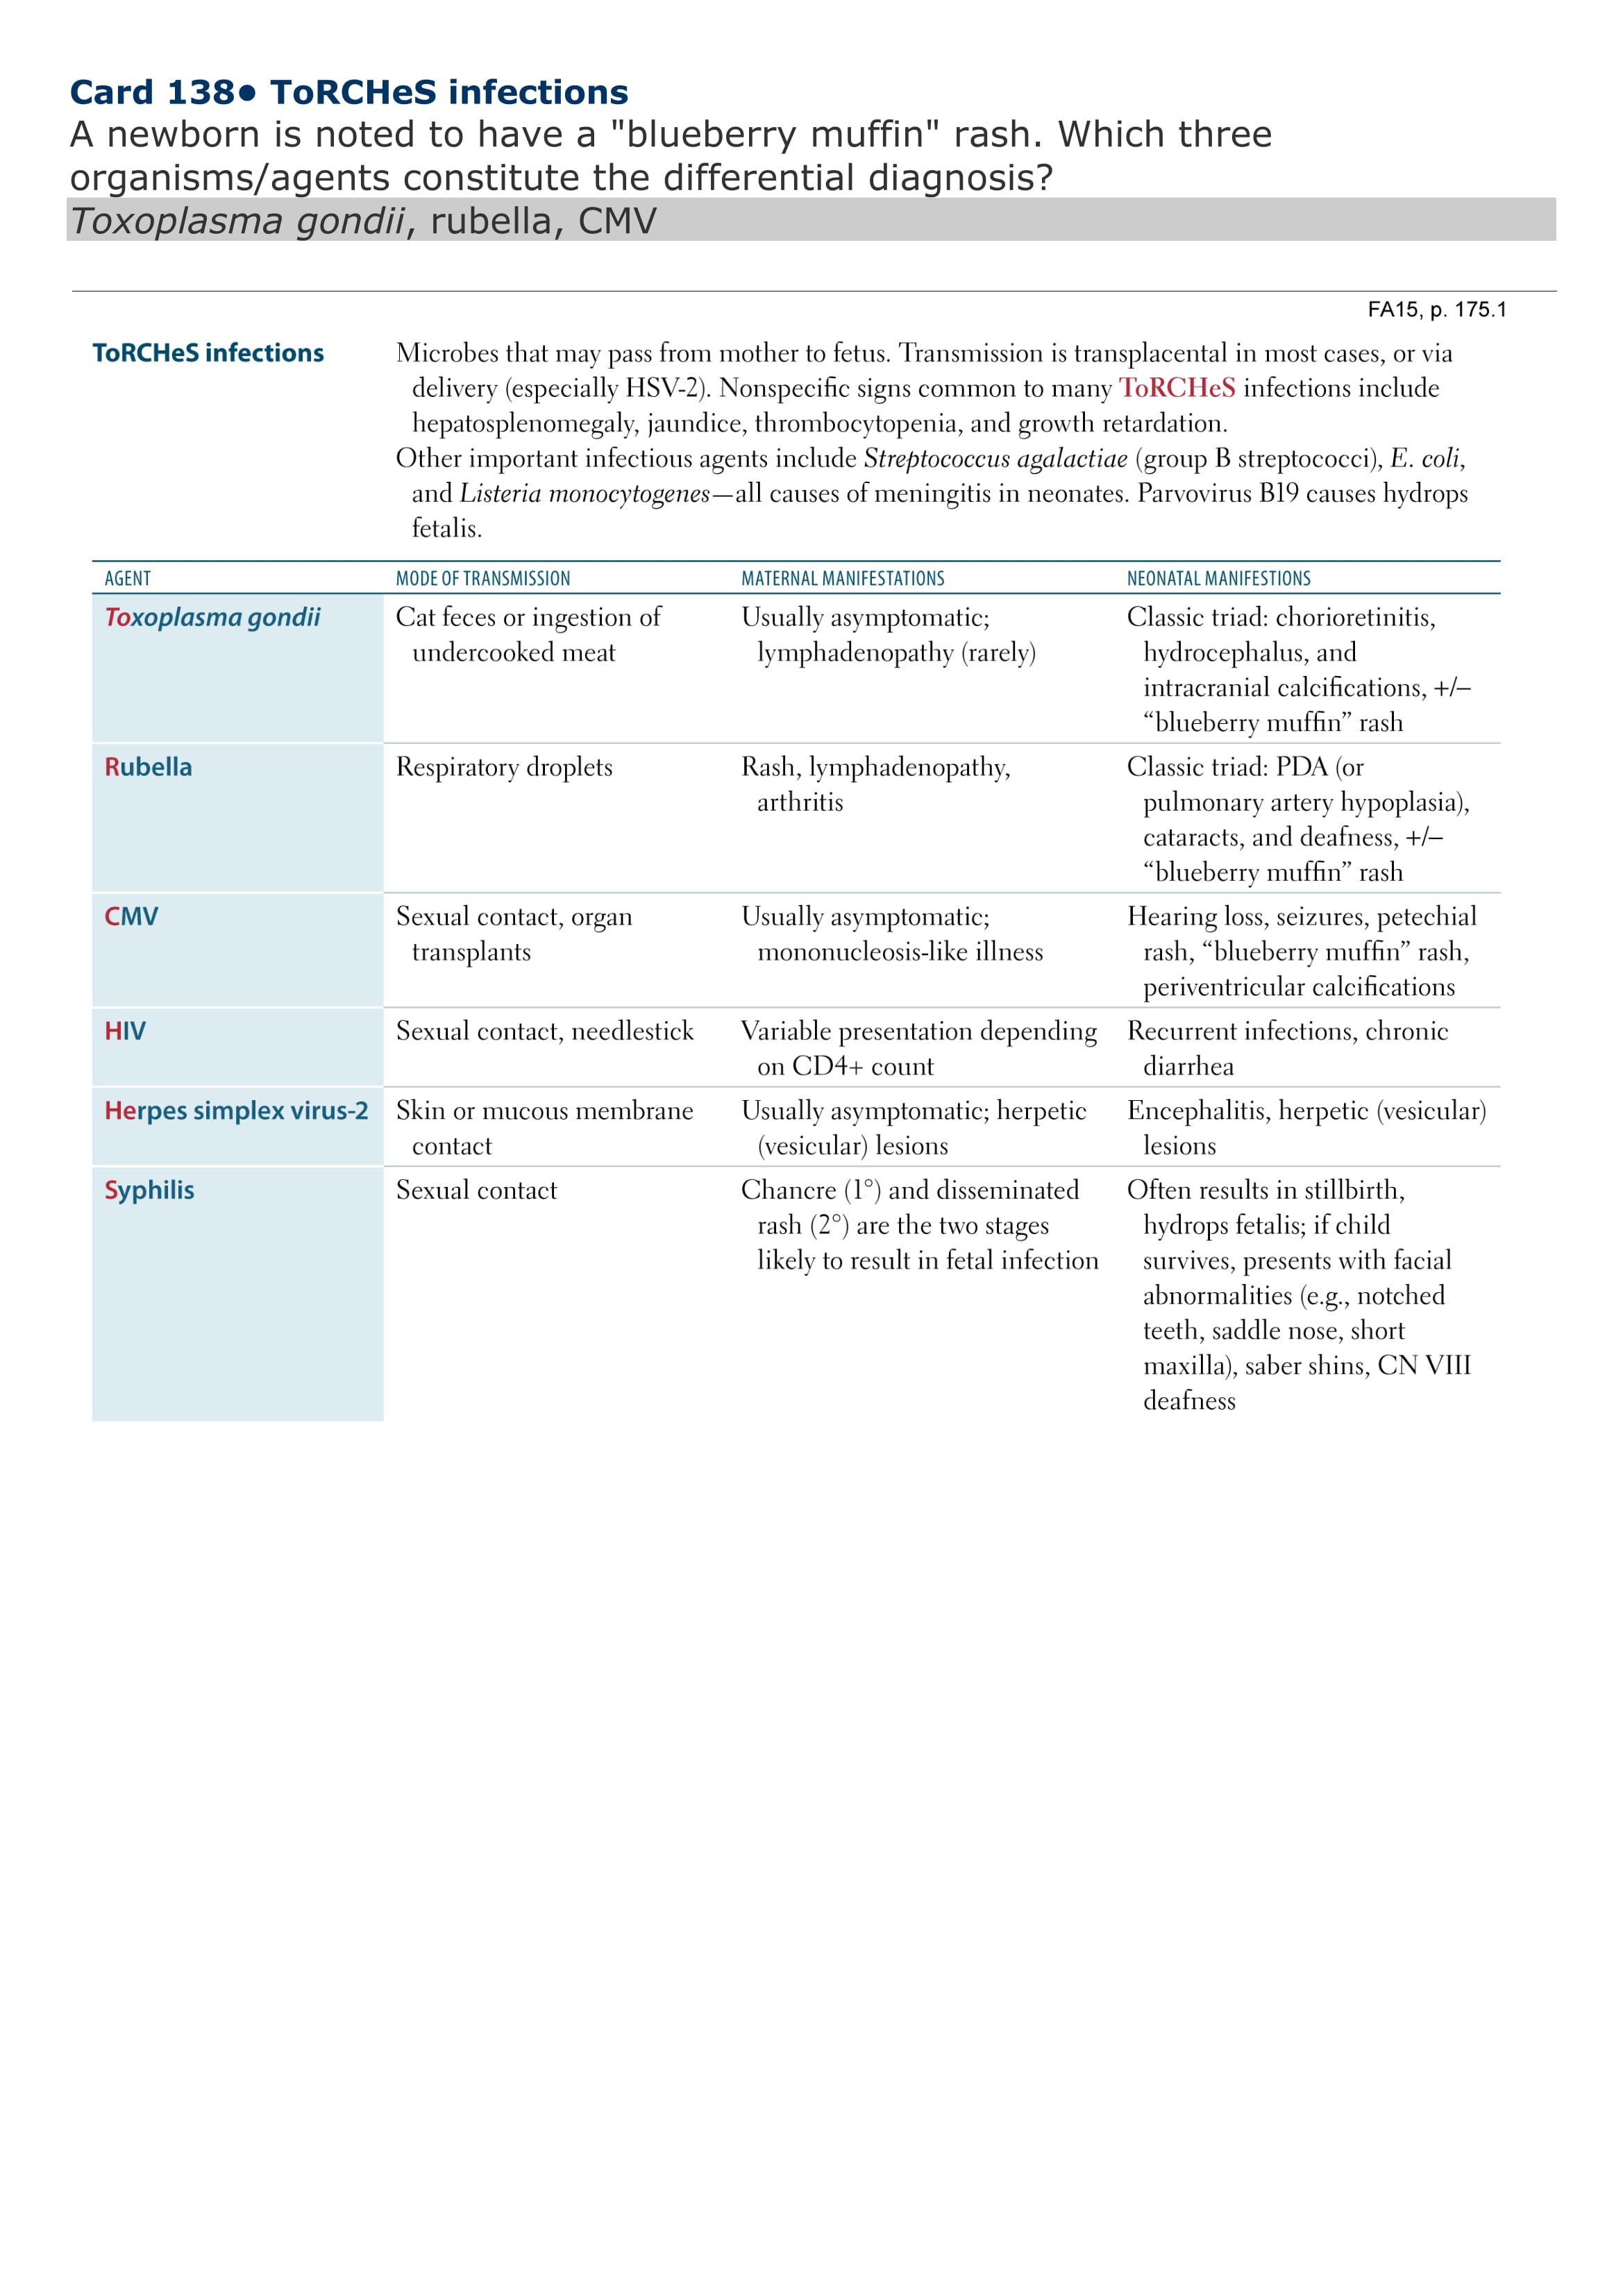 Card 138• ToRCHeS infections
A newborn is noted to have a "blueberry muffin" rash. Which three
organisms/agents constitute the differential diagnosis?
Toxoplasma gondii, rubella, CMV
FA15, p. 175.1
ToRCHeS infections
Microbes that may pass from mother to fetus. Transmission is transplacental in most cases, or via
delivery (especially HSV-2). Nonspecific signs common to many ToRCHeS infections include
hepatosplenomegaly, jaundice, thrombocytopenia, and growth retardation.
Other important infectious agents include Streptococcus agalactiae (group B streptococci), E. coli,
and Listeria monocytogenes—all causes of meningitis in neonates. Parvovirus B19 causes hydrops
fetalis.
AGENT MODE OF TRANSMISSION MATERNAL MANIFESTATIONS NEONATAL MANIFESTIONS
Toxoplasma gondii
Cat feces or ingestion of
undercooked meat
Usually asymptomatic;
lymphadenopathy (rarely)
Classic triad: chorioretinitis,
hydrocephalus, and
intracranial calcifications, +/–
“blueberry muffin” rash
Rubella
Respiratory droplets
Rash, lymphadenopathy,
arthritis
Classic triad: PDA (or
pulmonary artery hypoplasia),
cataracts, and deafness, +/–
“blueberry muffin” rash
CMV
Sexual contact, organ
transplants
Usually asymptomatic;
mononucleosis-like illness
Hearing loss, seizures, petechial
rash, “blueberry muffin” rash,
periventricular calcifications
HIV
Sexual contact, needlestick
Variable presentation depending
on CD4+ count
Recurrent infections, chronic
diarrhea
Herpes simplex virus-2
Skin or mucous membrane
contact
Usually asymptomatic; herpetic
(vesicular) lesions
Encephalitis, herpetic (vesicular)
lesions
Syphilis
Sexual contact
Chancre (1°) and disseminated
rash (2°) are the two stages
likely to result in fetal infection
Often results in stillbirth,
hydrops fetalis; if child
survives, presents with facial
abnormalities (e.g., notched
teeth, saddle nose, short
maxilla), saber shins, CN VIII
deafness